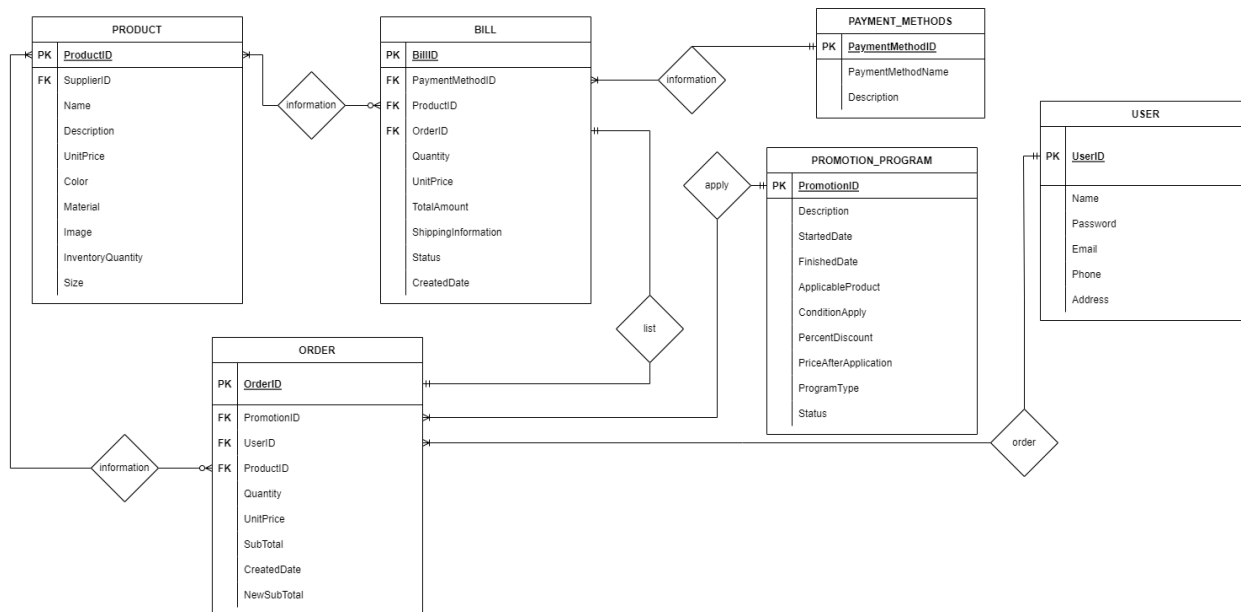 PRODUCT
PK ProductID
FK SupplierID
Name
Description
UnitPrice
Color
Material
Image
InventoryQuantity
Size
information
BILL
PK BillID
FK PaymentMethodID
FK ProductID
FK OrderID
Quantity
UnitPrice
TotalAmount
ShippingInformation
Status
CreatedDate
information
PAYMENT_METHODS
PK PaymentMethodID
PaymentMethodName
Description
apply
PROMOTION_PROGRAM
PK PromotionID
Description
StartedDate
FinishedDate
ApplicableProduct
ConditionApply
PercentDiscount
PriceAfterApplication
ProgramType
Status
USER
PK UserID
Name
Password
Email
Phone
Address
list
order
information
ORDER
PK OrderID
FK PromotionID
FK UserID
FK ProductID
Quantity
UnitPrice
SubTotal
CreatedDate
NewSubTotal